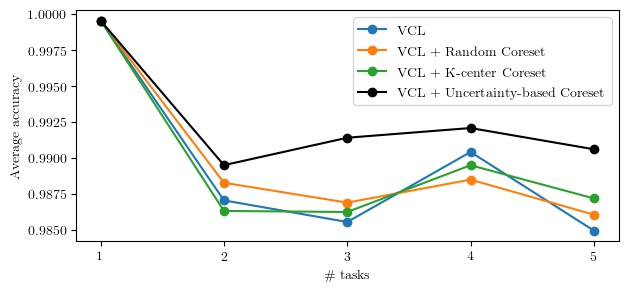 1.0000
0.9975
0.9950
0.9925
0.9900
0.9875
0.9850
Average accuracy
VCL
VCL + Random Coreset
VCL + K-center Coreset
VCL + Uncertainty-based Coreset
1 2 3 4 5
# tasks